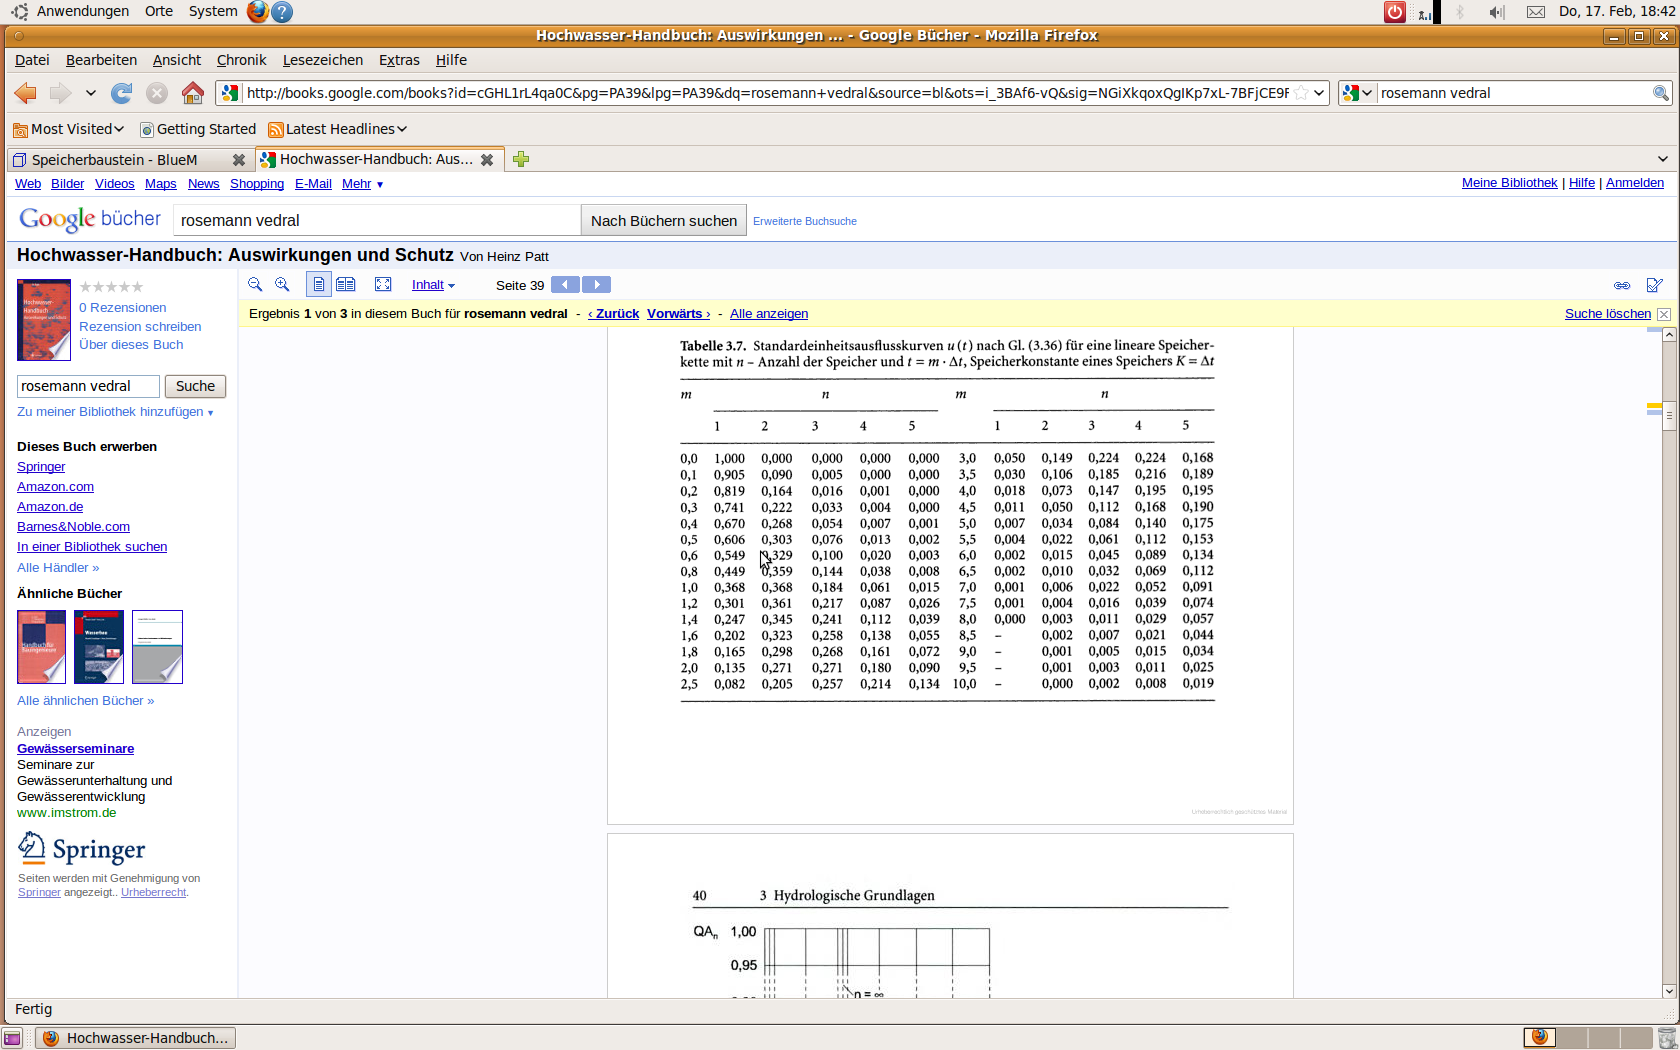 Anwendungen Orte System Do, 17. Feb, 18:42
Hochwasser-Handbuch: Auswirkungen ... - Google Bücher - Mozilla Firefox
Datei Bearbeiten Ansicht Chronik Lesezeichen Extras Hilfe
http://books.google.com/books?id=cGHL1rL4qa0C&pg=PA39&lpg=PA39&dq=rosemann+vedral&source=bl&ots=i_3BAf6-vQ&sig=NGiXkqoxQgIKp7xL-7BFjCE9F rosemann vedral
Most Visited Getting Started Latest Headlines
Speicherbaustein - BlueM Hochwasser-Handbuch: Aus...
Web Bilder Videos Maps News Shopping E-Mail Mehr ▼ Meine Bibliothek | Hilfe | Anmelden
Google bücher rosemann vedral Nach Büchern suchen Erweiterte Buchsuche
Hochwasser-Handbuch: Auswirkungen und Schutz Von Heinz Patt
0 Rezensionen
Rezension schreiben
Über dieses Buch
rosemann vedral Suche
Zu meiner Bibliothek hinzufügen ▼
Dieses Buch erwerben
Springer
Amazon.com
Amazon.de
Barnes&Noble.com
In einer Bibliothek suchen
Alle Händler »
Ähnliche Bücher
Wasserbau
Alle ähnlichen Bücher »
Anzeigen
Gewässerseminare
Seminare zur
Gewässerunterhaltung und
Gewässerentwicklung
www.imstrom.de
Springer
Seiten werden mit Genehmigung von
Springer angezeigt.. Urheberrecht.
Inhalt Seite 39
Ergebnis 1 von 3 in diesem Buch für rosemann vedral - ‹ Zurück Vorwärts › - Alle anzeigen Suche löschen
Tabelle 3.7. Standardeinheitsausflusskurven u(t) nach Gl. (3.36) für eine lineare Speicher-
kette mit n – Anzahl der Speicher und t = m · Δt, Speicherkonstante eines Speichers K = Δt
m n m n
1 2 3 4 5 1 2 3 4 5
0,0 1,000 0,000 0,000 0,000 0,000 3,0 0,050 0,149 0,224 0,224 0,168
0,1 0,905 0,090 0,005 0,000 0,000 3,5 0,030 0,106 0,185 0,216 0,189
0,2 0,819 0,164 0,016 0,001 0,000 4,0 0,018 0,073 0,147 0,195 0,195
0,3 0,741 0,222 0,033 0,004 0,000 4,5 0,011 0,050 0,112 0,168 0,190
0,4 0,670 0,268 0,054 0,007 0,001 5,0 0,007 0,034 0,084 0,140 0,175
0,5 0,606 0,303 0,076 0,013 0,002 5,5 0,004 0,022 0,061 0,112 0,153
0,6 0,549 0,329 0,100 0,020 0,003 6,0 0,002 0,015 0,045 0,089 0,134
0,8 0,449 0,359 0,144 0,038 0,008 6,5 0,002 0,010 0,032 0,069 0,112
1,0 0,368 0,368 0,184 0,061 0,015 7,0 0,001 0,006 0,022 0,052 0,091
1,2 0,301 0,361 0,217 0,087 0,026 7,5 0,001 0,004 0,016 0,039 0,074
1,4 0,247 0,345 0,241 0,112 0,039 8,0 0,000 0,003 0,011 0,029 0,057
1,6 0,202 0,323 0,258 0,138 0,055 8,5 – 0,002 0,007 0,021 0,044
1,8 0,165 0,298 0,268 0,161 0,072 9,0 – 0,001 0,005 0,015 0,034
2,0 0,135 0,271 0,271 0,180 0,090 9,5 – 0,001 0,003 0,011 0,025
2,5 0,082 0,205 0,257 0,214 0,134 10,0 – 0,000 0,002 0,008 0,019
Urheberrechtlich geschütztes Material
40 3 Hydrologische Grundlagen
QAn 1,00
0,95
n = ∞
Fertig
Hochwasser-Handbuch...